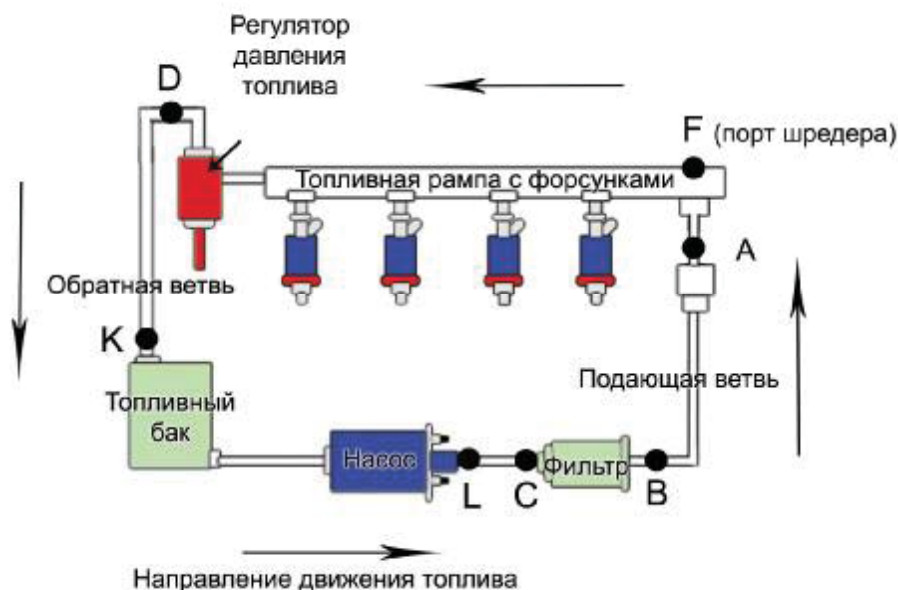 Регулятор
давления
топлива
D
F (порт шредера)
Топливная рампа с форсунками
A
Обратная ветвь
K
Подающая ветвь
Топливный
бак
Насос
Фильтр
L
C
B
Направление движения топлива